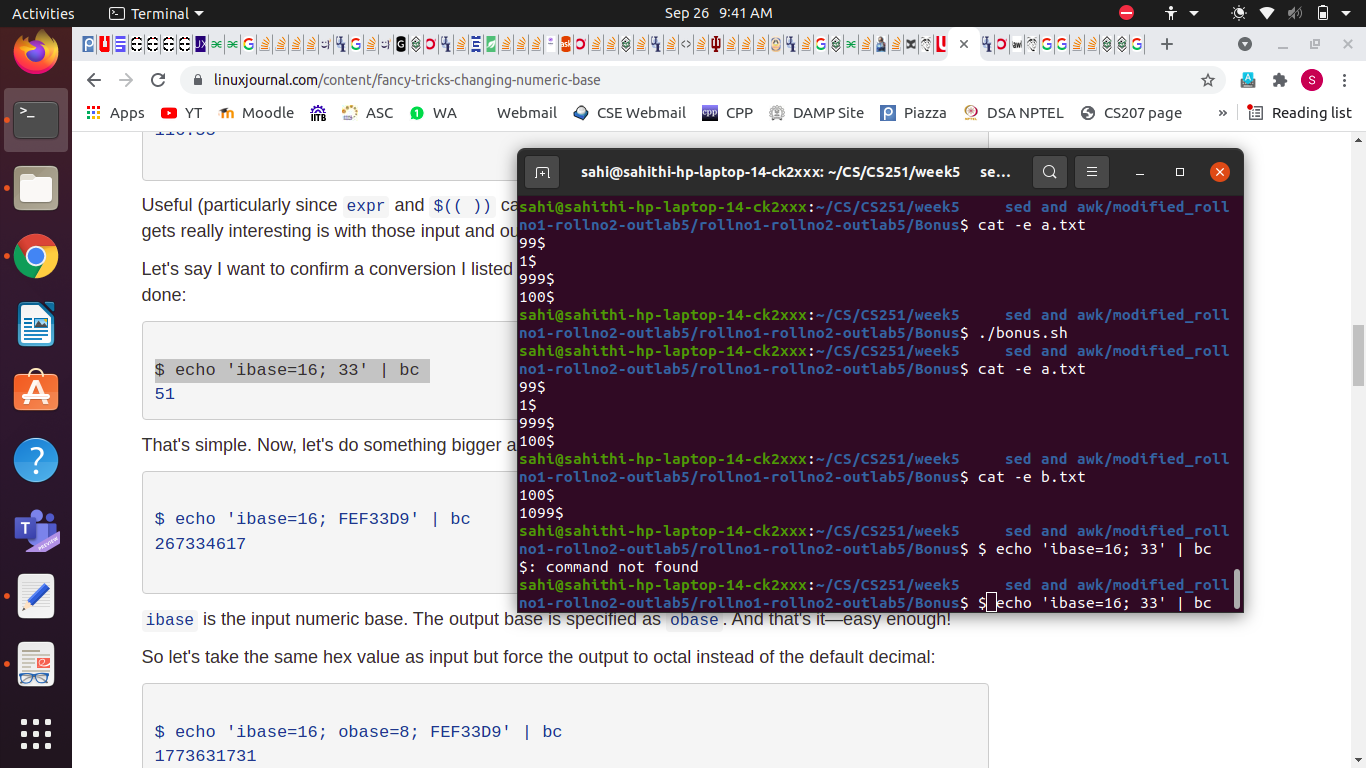 Activities Terminal Sep 26 9:41 AM
linuxjournal.com/content/fancy-tricks-changing-numeric-base S
Apps YT Moodle ASC WA Webmail CSE Webmail CPP DAMP Site Piazza DSA NPTEL CS207 page » Reading list
Useful (particularly since expr and $(( )) ca
gets really interesting is with those input and ou
Let's say I want to confirm a conversion I listed
done:
$ echo 'ibase=16; 33' | bc
51
That's simple. Now, let's do something bigger a
$ echo 'ibase=16; FEF33D9' | bc
267334617
ibase is the input numeric base. The output base is specified as obase. And that's it—easy enough!
So let's take the same hex value as input but force the output to octal instead of the default decimal:
$ echo 'ibase=16; obase=8; FEF33D9' | bc
1773631731
sahi@sahithi-hp-laptop-14-ck2xxx: ~/CS/CS251/week5 se...
sahi@sahithi-hp-laptop-14-ck2xxx:~/CS/CS251/week5 sed and awk/modified_roll
no1-rollno2-outlab5/rollno1-rollno2-outlab5/Bonus$ cat -e a.txt
99$
1$
999$
100$
sahi@sahithi-hp-laptop-14-ck2xxx:~/CS/CS251/week5 sed and awk/modified_roll
no1-rollno2-outlab5/rollno1-rollno2-outlab5/Bonus$ ./bonus.sh
sahi@sahithi-hp-laptop-14-ck2xxx:~/CS/CS251/week5 sed and awk/modified_roll
no1-rollno2-outlab5/rollno1-rollno2-outlab5/Bonus$ cat -e a.txt
99$
1$
999$
100$
sahi@sahithi-hp-laptop-14-ck2xxx:~/CS/CS251/week5 sed and awk/modified_roll
no1-rollno2-outlab5/rollno1-rollno2-outlab5/Bonus$ cat -e b.txt
100$
1099$
sahi@sahithi-hp-laptop-14-ck2xxx:~/CS/CS251/week5 sed and awk/modified_roll
no1-rollno2-outlab5/rollno1-rollno2-outlab5/Bonus$ $ echo 'ibase=16; 33' | bc
$: command not found
sahi@sahithi-hp-laptop-14-ck2xxx:~/CS/CS251/week5 sed and awk/modified_roll
no1-rollno2-outlab5/rollno1-rollno2-outlab5/Bonus$ $ echo 'ibase=16; 33' | bc